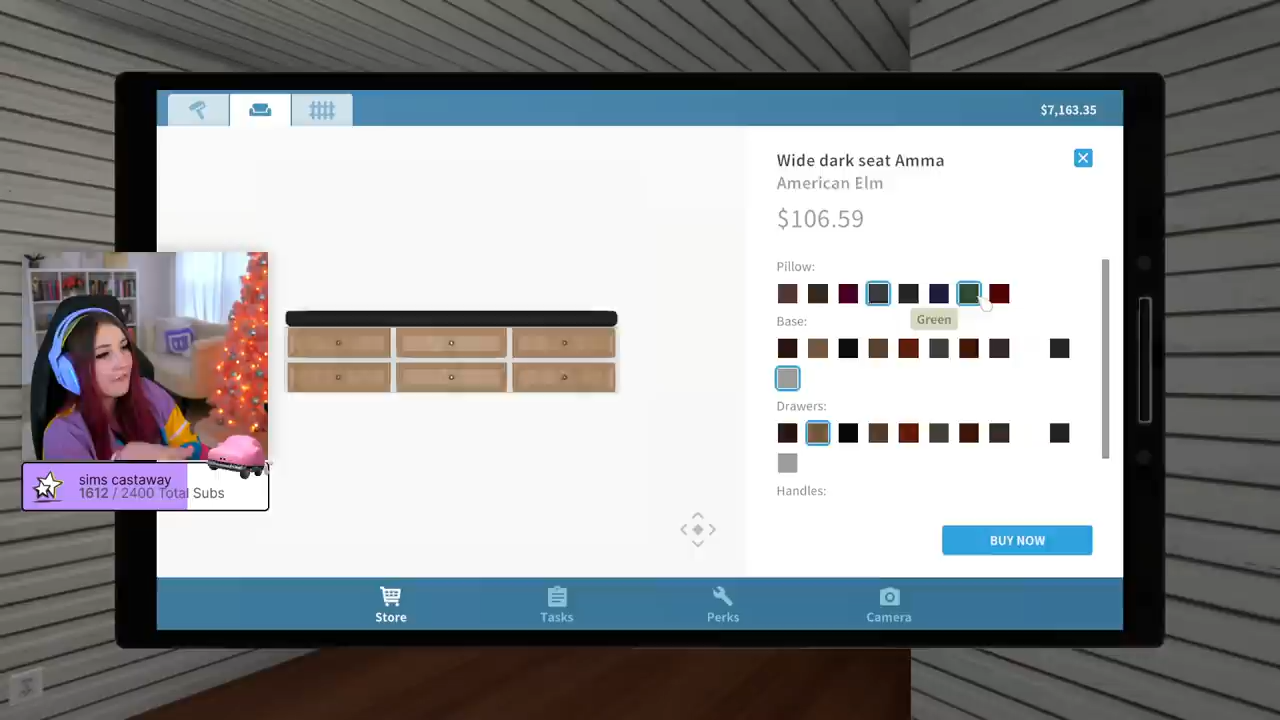 $7,163.35
Wide dark seat Amma
American Elm
$106.59
Pillow:
Green
Base:
Drawers:
Handles:
BUY NOW
sims castaway
1612 / 2400 Total Subs
Store
Tasks
Perks
Camera